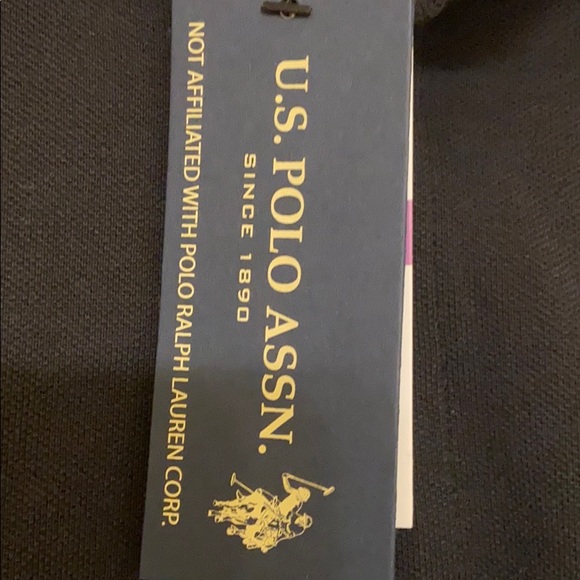 U.S. POLO ASSN.
SINCE 1890
NOT AFFILIATED WITH POLO RALPH LAUREN CORP.